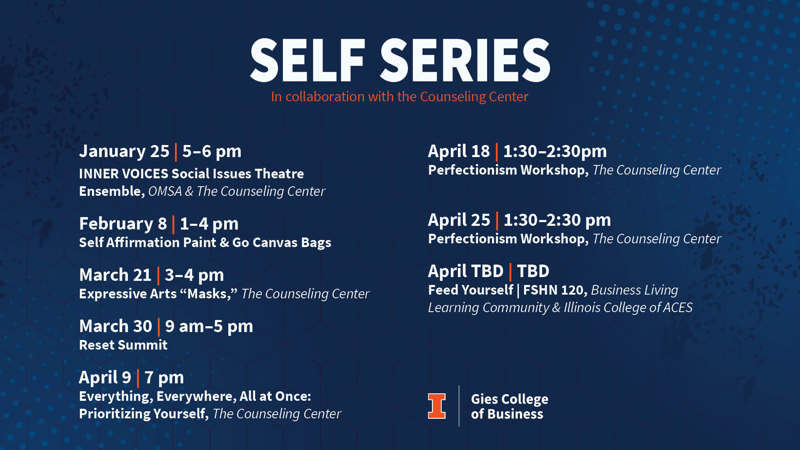 SELF SERIES
In collaboration with the Counseling Center
January 25 | 5–6 pm
INNER VOICES Social Issues Theatre
Ensemble, OMSA & The Counseling Center
February 8 | 1–4 pm
Self Affirmation Paint & Go Canvas Bags
March 21 | 3–4 pm
Expressive Arts “Masks,” The Counseling Center
March 30 | 9 am–5 pm
Reset Summit
April 9 | 7 pm
Everything, Everywhere, All at Once:
Prioritizing Yourself, The Counseling Center
April 18 | 1:30–2:30pm
Perfectionism Workshop, The Counseling Center
April 25 | 1:30–2:30 pm
Perfectionism Workshop, The Counseling Center
April TBD | TBD
Feed Yourself | FSHN 120, Business Living
Learning Community & Illinois College of ACES
I
Gies College
of Business